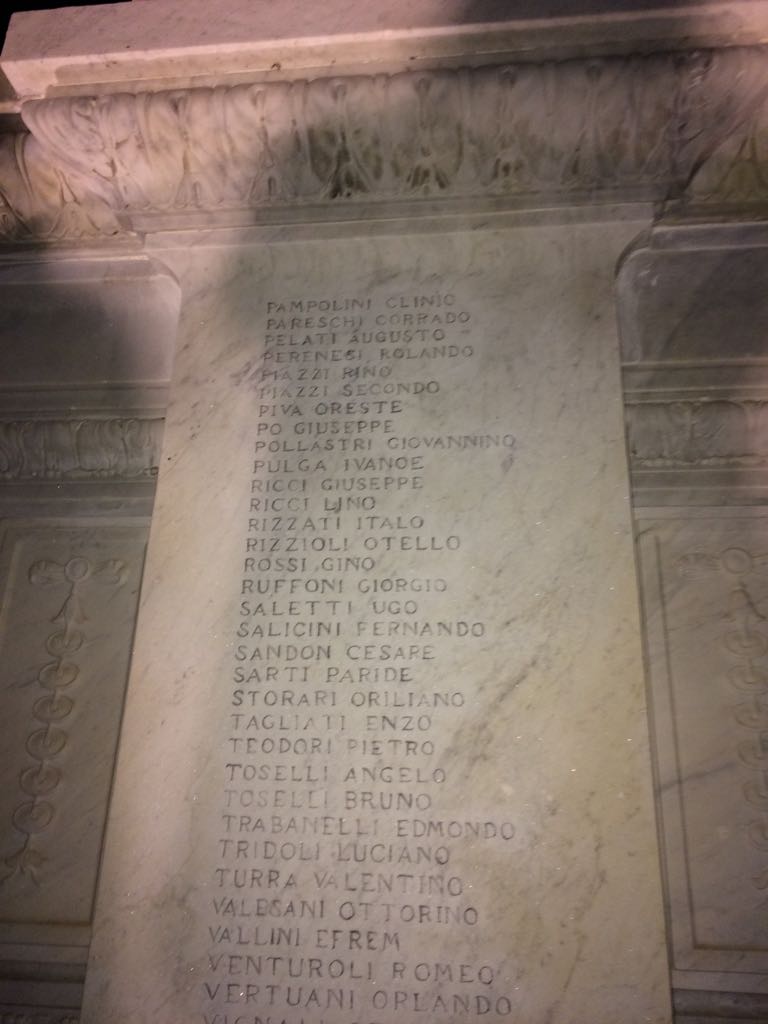 PAMPOLINI CLINIO
PARESCHI CORRADO
PELATI AUGUSTO
PERENESI ROLANDO
PIAZZI RINO
PIAZZI SECONDO
PIVA ORESTE
PO GIUSEPPE
POLLASTRI GIOVANNINO
PULGA IVANOE
RICCI GIUSEPPE
RICCI LINO
RIZZATI ITALO
RIZZIOLI OTELLO
ROSSI GINO
RUFFONI GIORGIO
SALETTI UGO
SALICINI FERNANDO
SANDON CESARE
SARTI PARIDE
STORARI ORILIANO
TAGLIATI ENZO
TEODORI PIETRO
TOSELLI ANGELO
TOSELLI BRUNO
TRABANELLI EDMONDO
TRIDOLI LUCIANO
TURRA VALENTINO
VALESANI OTTORINO
VALLINI EFREM
VENTUROLI ROMEO
VERTUANI ORLANDO